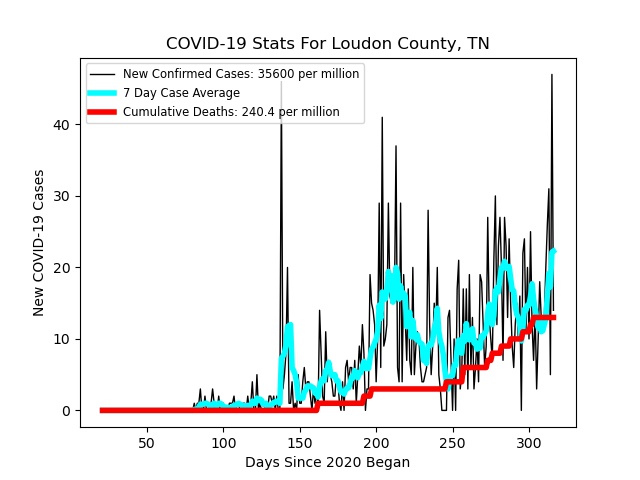 COVID-19 Stats For Loudon County, TN
New Confirmed Cases: 35600 per million
7 Day Case Average
Cumulative Deaths: 240.4 per million
New COVID-19 Cases
40
30
20
10
0
50 100 150 200 250 300
Days Since 2020 Began